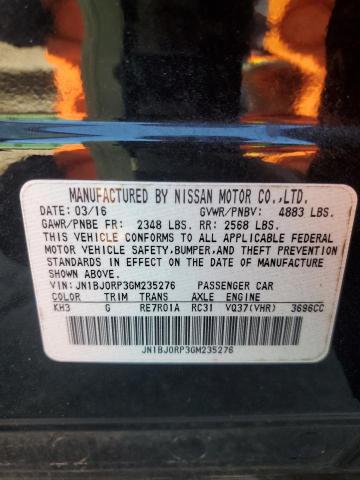 MANUFACTURED BY NISSAN MOTOR CO.,LTD.
DATE: 03/16 GVWR/PNBV: 4883 LBS.
GAWR/PNBE FR: 2348 LBS. RR: 2568 LBS.
THIS VEHICLE CONFORMS TO ALL APPLICABLE FEDERAL
MOTOR VEHICLE SAFETY,BUMPER,AND THEFT PREVENTION
STANDARDS IN EFFECT ON THE DATE OF MANUFACTURE
SHOWN ABOVE.
VIN: JN1BJ0RP3GM235276 PASSENGER CAR
COLOR TRIM TRANS AXLE ENGINE
KH3 G RE7R01A RC31 VQ37(VHR) 3696CC
JN1BJ0RP3GM235276